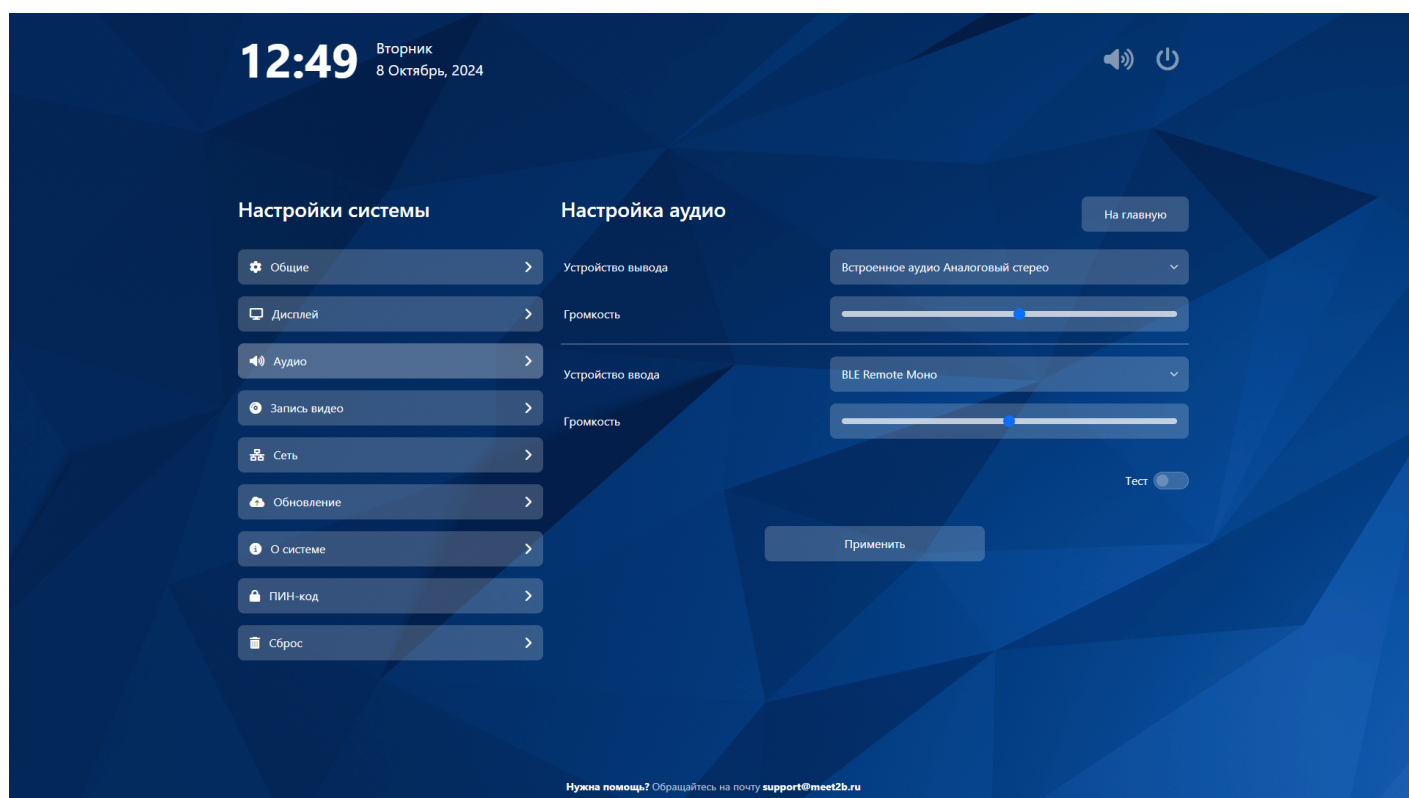 12:49
Вторник
8 Октябрь, 2024
Настройки системы
Общие
Дисплей
Аудио
Запись видео
Сеть
Обновление
О системе
ПИН-код
Сброс
Настройка аудио
На главную
Устройство вывода
Встроенное аудио Аналоговый стерео
Громкость
Устройство ввода
BLE Remote Моно
Громкость
Тест
Применить
Нужна помощь? Обращайтесь на почту support@meet2b.ru